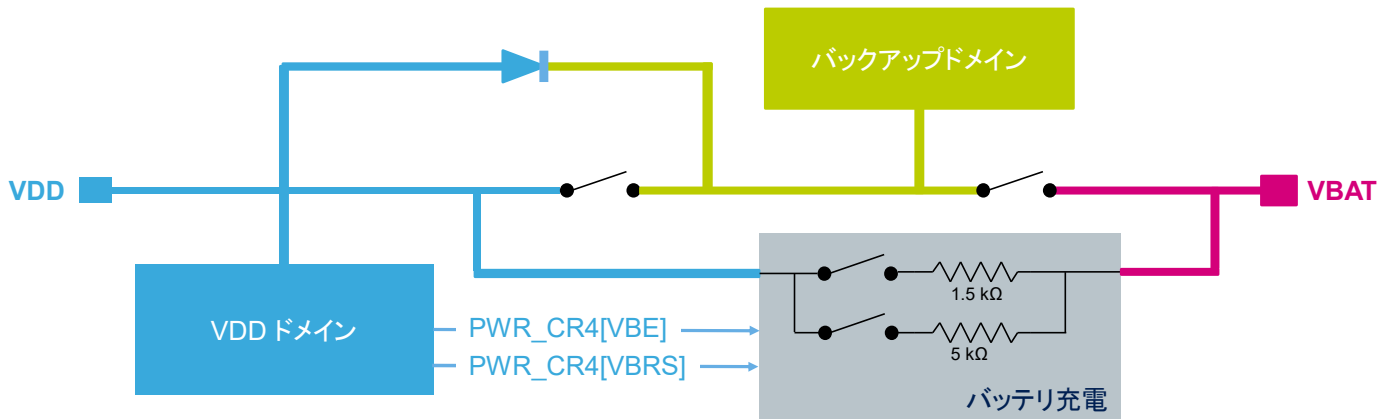 バックアップドメイン
VDD
VBAT
1.5 kΩ
VDD ドメイン
PWR_CR4[VBE]
5 kΩ
PWR_CR4[VBRS]
バッテリ充電